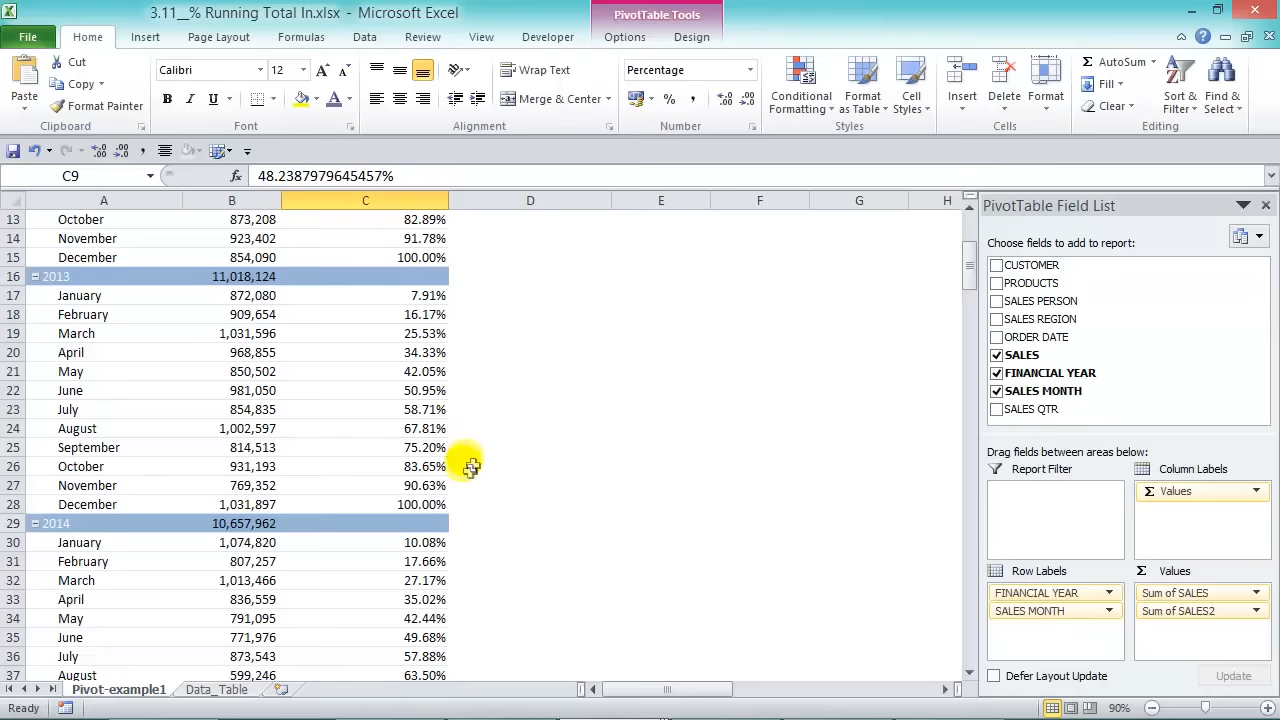 3.11__% Running Total In.xlsx - Microsoft Excel
PivotTable Tools
File Home Insert Page Layout Formulas Data Review View Developer Options Design
Paste
Cut
Copy
Format Painter
Clipboard
Calibri 12
B I U A
Font
Wrap Text
Merge & Center
Alignment
Percentage
% ,
Number
Conditional Formatting
Format as Table
Cell Styles
Styles
Insert Delete Format
Cells
Σ AutoSum
Fill
Clear
Sort & Filter
Find & Select
Editing
C9 fx 48.2387979645457%
A B C D E F G H
13 October 873,208 82.89%
14 November 923,402 91.78%
15 December 854,090 100.00%
16 2013 11,018,124
17 January 872,080 7.91%
18 February 909,654 16.17%
19 March 1,031,596 25.53%
20 April 968,855 34.33%
21 May 850,502 42.05%
22 June 981,050 50.95%
23 July 854,835 58.71%
24 August 1,002,597 67.81%
25 September 814,513 75.20%
26 October 931,193 83.65%
27 November 769,352 90.63%
28 December 1,031,897 100.00%
29 2014 10,657,962
30 January 1,074,820 10.08%
31 February 807,257 17.66%
32 March 1,013,466 27.17%
33 April 836,559 35.02%
34 May 791,095 42.44%
35 June 771,976 49.68%
36 July 873,543 57.88%
37 August 599,246 63.50%
PivotTable Field List
Choose fields to add to report:
CUSTOMER
PRODUCTS
SALES PERSON
SALES REGION
ORDER DATE
SALES
FINANCIAL YEAR
SALES MONTH
SALES QTR
Drag fields between areas below:
Report Filter
Column Labels
Σ Values
Row Labels
Σ Values
FINANCIAL YEAR
SALES MONTH
Sum of SALES
Sum of SALES2
Defer Layout Update
Update
Pivot-example1 Data_Table
Ready
90%